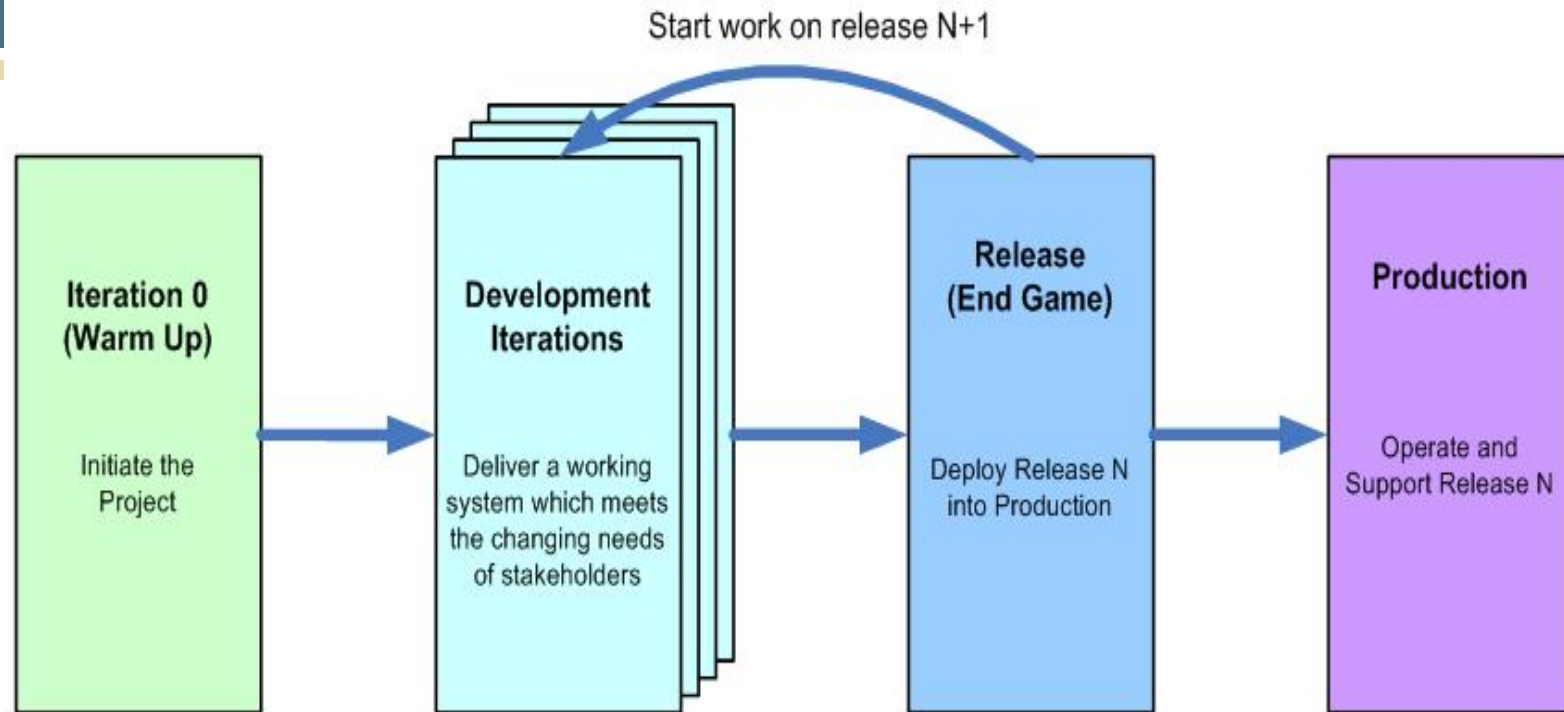 Start work on release N+1
Iteration 0
(Warm Up)
Initiate the
Project
Development
Iterations
Deliver a working
system which meets
the changing needs
of stakeholders
Release
(End Game)
Deploy Release N
into Production
Production
Operate and
Support Release N